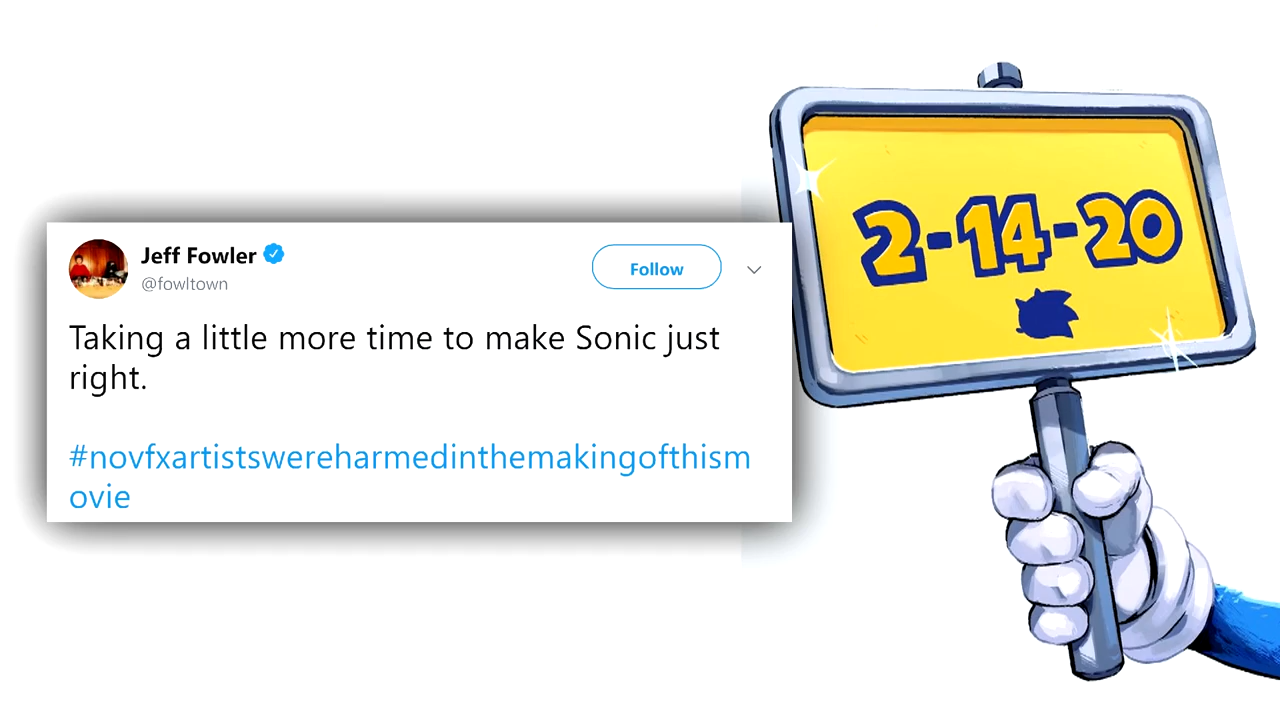 Jeff Fowler
@fowltown
Follow
Taking a little more time to make Sonic just
right.
#novfxartistswereharmedinthemakingofthism
ovie
2-14-20